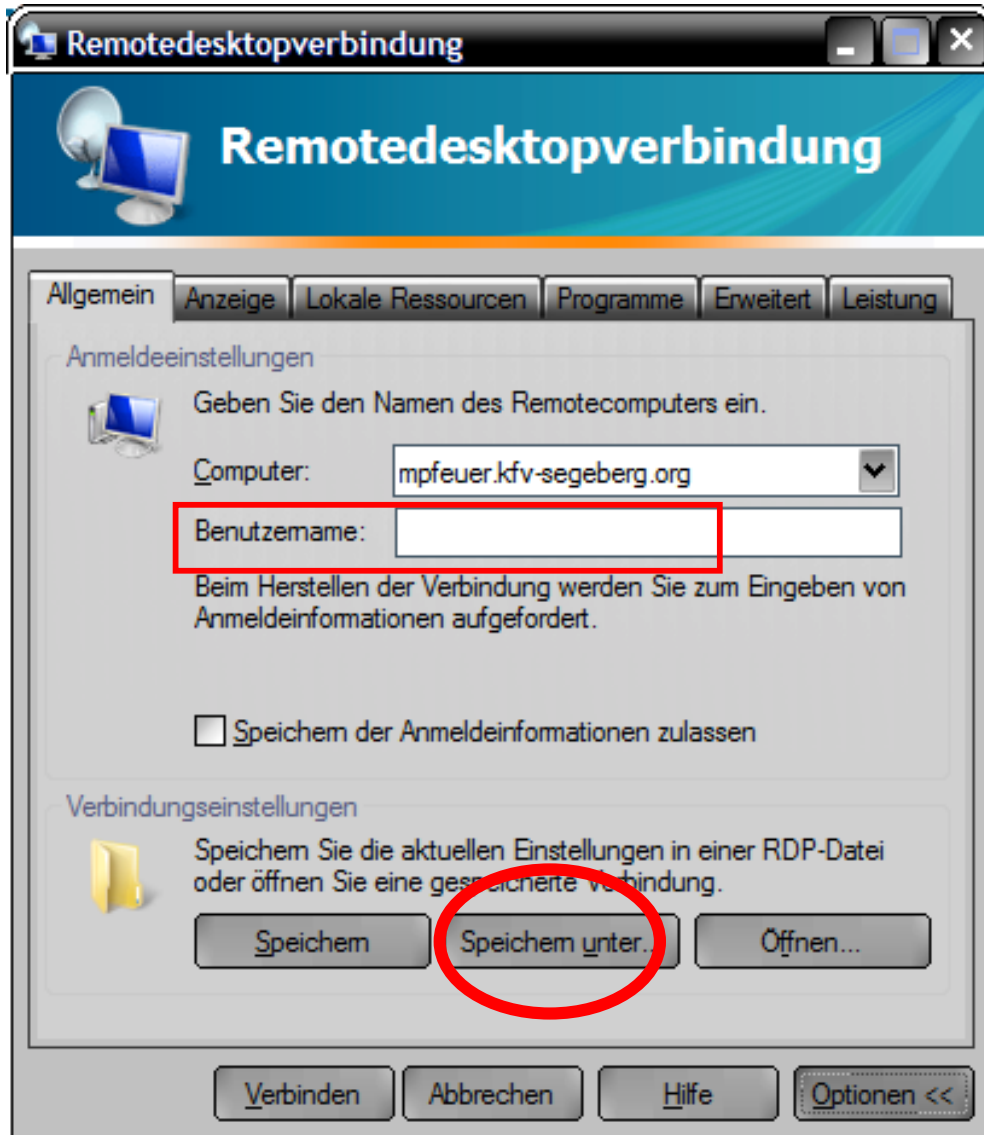 Remotedesktopverbindung
Remotedesktopverbindung
Allgemein Anzeige Lokale Ressourcen Programme Erweitert Leistung
Anmeldeeinstellungen
Geben Sie den Namen des Remotecomputers ein.
Computer: mpfeuer.kfv-segeberg.org
Benutzername:
Beim Herstellen der Verbindung werden Sie zum Eingeben von
Anmeldeinformationen aufgefordert.
Speichern der Anmeldeinformationen zulassen
Verbindungseinstellungen
Speichern Sie die aktuellen Einstellungen in einer RDP-Datei
oder öffnen Sie eine gespeicherte Verbindung.
Speichern Speichern unter... Öffnen...
Verbinden Abbrechen Hilfe Optionen <<